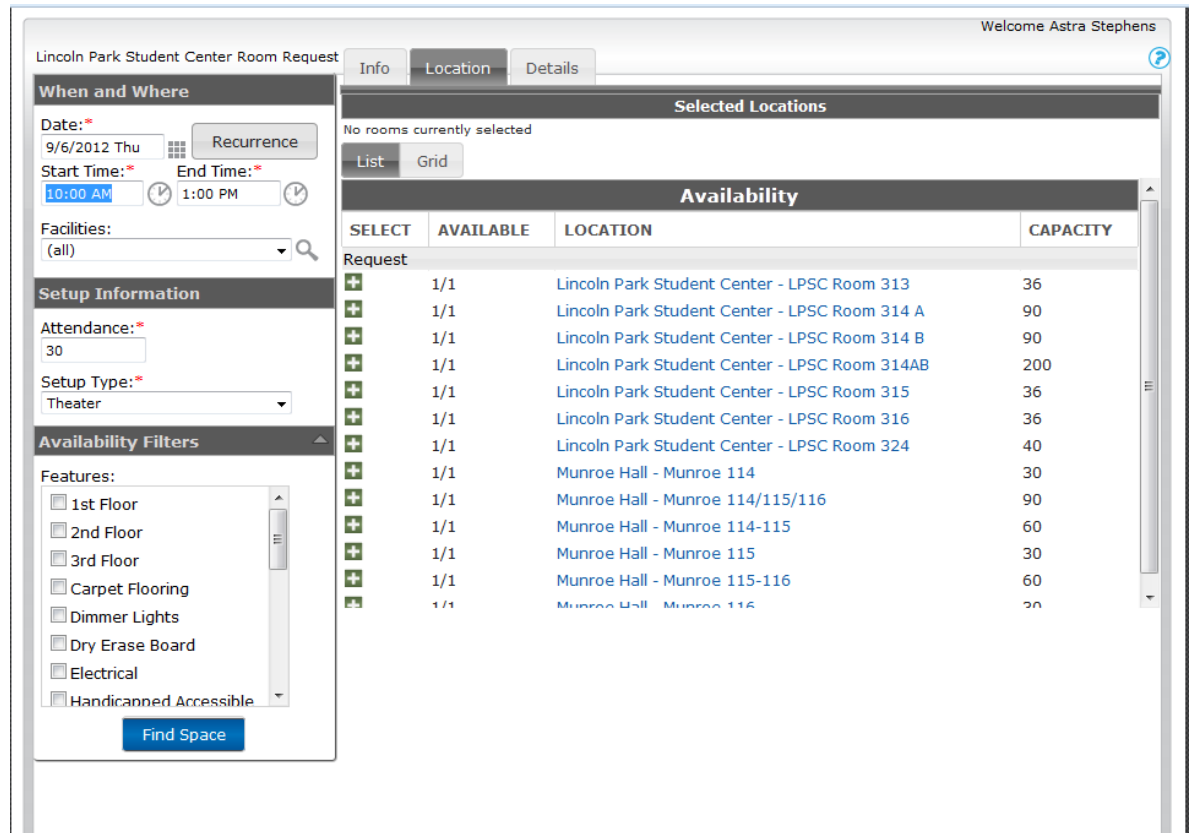 Welcome Astra Stephens
Lincoln Park Student Center Room Request
Info Location Details
When and Where
Date:*
9/6/2012 Thu Recurrence
Start Time:* End Time:*
10:00 AM 1:00 PM
Facilities:
(all)
Setup Information
Attendance:*
30
Setup Type:*
Theater
Availability Filters
Features:
1st Floor
2nd Floor
3rd Floor
Carpet Flooring
Dimmer Lights
Dry Erase Board
Electrical
Handicapped Accessible
Find Space
Selected Locations
No rooms currently selected
List Grid
Availability
SELECT AVAILABLE LOCATION CAPACITY
Request
1/1 Lincoln Park Student Center - LPSC Room 313 36
1/1 Lincoln Park Student Center - LPSC Room 314 A 90
1/1 Lincoln Park Student Center - LPSC Room 314 B 90
1/1 Lincoln Park Student Center - LPSC Room 314AB 200
1/1 Lincoln Park Student Center - LPSC Room 315 36
1/1 Lincoln Park Student Center - LPSC Room 316 36
1/1 Lincoln Park Student Center - LPSC Room 324 40
1/1 Munroe Hall - Munroe 114 30
1/1 Munroe Hall - Munroe 114/115/116 90
1/1 Munroe Hall - Munroe 114-115 60
1/1 Munroe Hall - Munroe 115 30
1/1 Munroe Hall - Munroe 115-116 60
1/1 Munroe Hall - Munroe 116 30